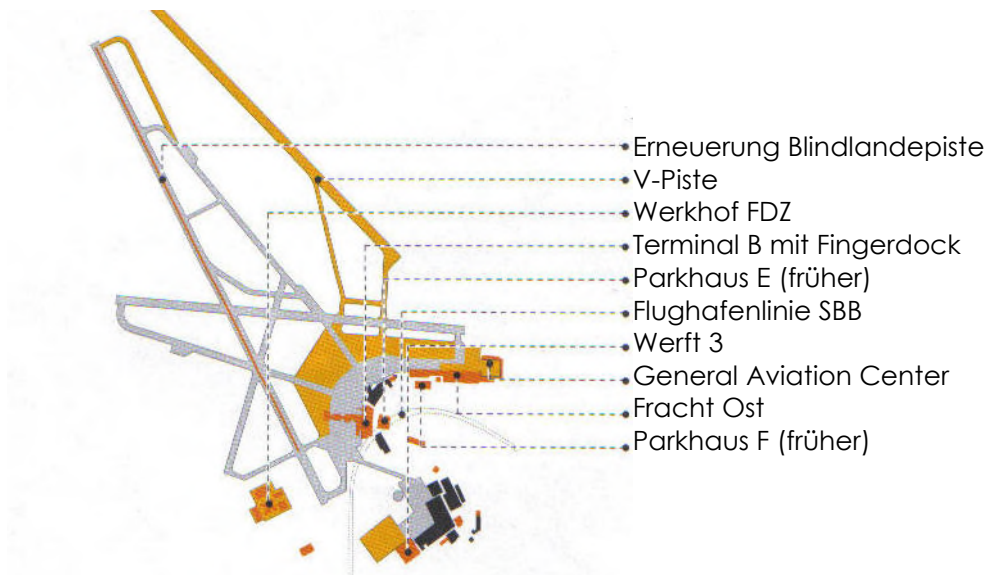 Erneuerung Blindlandepiste
V-Piste
Werkhof FDZ
Terminal B mit Fingerdock
Parkhaus E (früher)
Flughafenlinie SBB
Werft 3
General Aviation Center
Fracht Ost
Parkhaus F (früher)